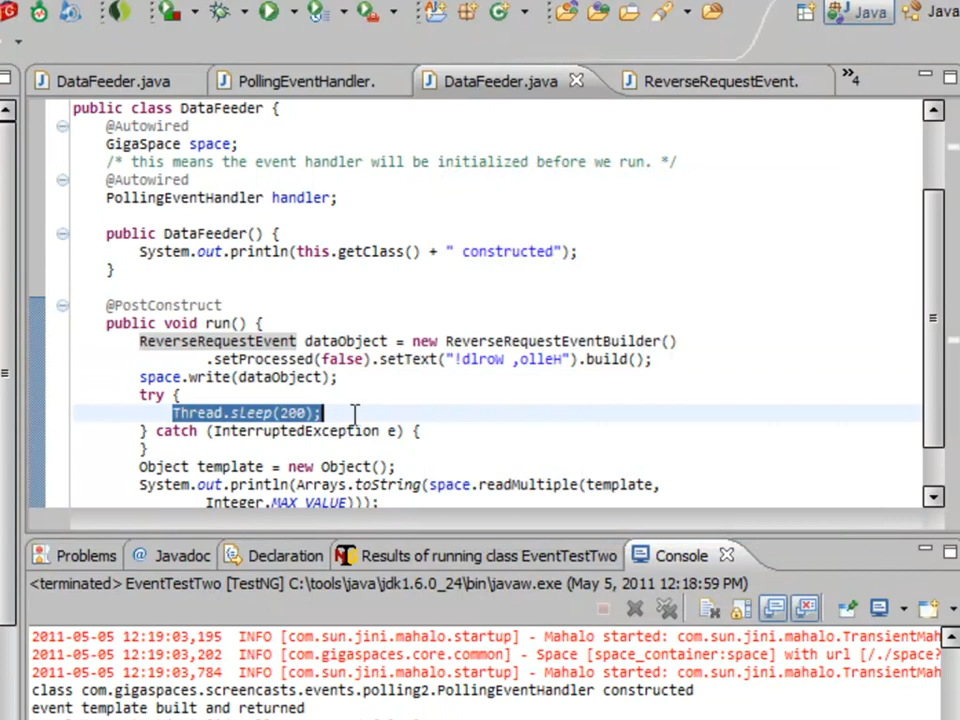 Java
Java
DataFeeder.java
PollingEventHandler.
DataFeeder.java
ReverseRequestEvent.
»4
public class DataFeeder {
@Autowired
GigaSpace space;
/* this means the event handler will be initialized before we run. */
@Autowired
PollingEventHandler handler;
public DataFeeder() {
System.out.println(this.getClass() + " constructed");
}
@PostConstruct
public void run() {
ReverseRequestEvent dataObject = new ReverseRequestEventBuilder()
.setProcessed(false).setText("!dlroW ,olleH").build();
space.write(dataObject);
try {
Thread.sleep(200);
} catch (InterruptedException e) {
}
Object template = new Object();
System.out.println(Arrays.toString(space.readMultiple(template,
Integer.MAX_VALUE)));
Problems
@ Javadoc
Declaration
Results of running class EventTestTwo
Console
<terminated> EventTestTwo [TestNG] C:\tools\java\jdk1.6.0_24\bin\javaw.exe (May 5, 2011 12:18:59 PM)
2011-05-05 12:19:03,195 INFO [com.sun.jini.mahalo.startup] - Mahalo started: com.sun.jini.mahalo.TransientMah
2011-05-05 12:19:03,202 INFO [com.gigaspaces.core.common] - Space [space_container:space] with url [/./space?
2011-05-05 12:19:03,784 INFO [com.sun.jini.mahalo.startup] - Mahalo started: com.sun.jini.mahalo.TransientMah
class com.gigaspaces.screencasts.events.polling2.PollingEventHandler constructed
event template built and returned